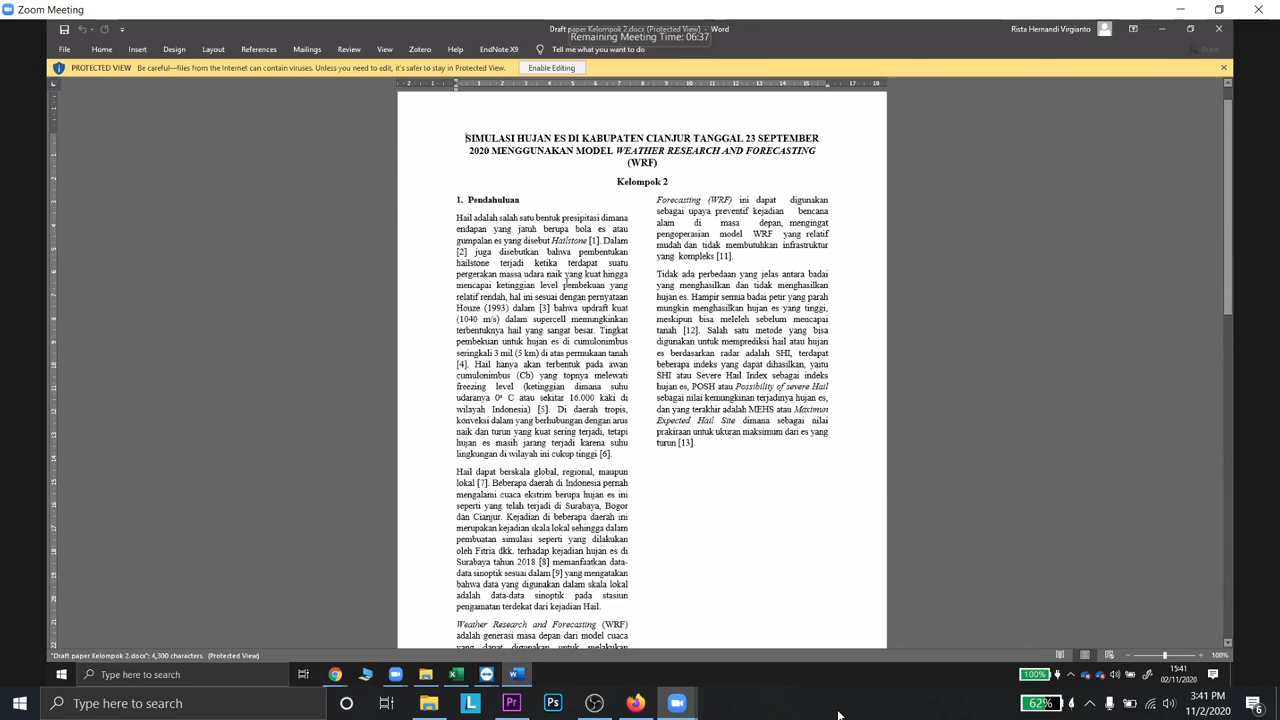 Zoom Meeting
Draft paper Kelompok 2.docx (Protected View) - Word
Rista Hernandi Virgianto
Remaining Meeting Time: 06:37
File Home Insert Design Layout References Mailings Review View Zotero Help EndNote X9 Tell me what you want to do Share
PROTECTED VIEW Be careful—files from the Internet can contain viruses. Unless you need to edit, it's safer to stay in Protected View. Enable Editing
SIMULASI HUJAN ES DI KABUPATEN CIANJUR TANGGAL 23 SEPTEMBER
2020 MENGGUNAKAN MODEL WEATHER RESEARCH AND FORECASTING
(WRF)
Kelompok 2
1. Pendahuluan
Hail adalah salah satu bentuk presipitasi dimana
endapan yang jatuh berupa bola es atau
gumpalan es yang disebut Hailstone [1]. Dalam
[2] juga disebutkan bahwa pembentukan
hailstone terjadi ketika terdapat suatu
pergerakan massa udara naik yang kuat hingga
mencapai ketinggian level pembekuan yang
relatif rendah, hal ini sesuai dengan pernyataan
Houze (1993) dalam [3] bahwa updraft kuat
(1040 m/s) dalam supercell memungkinkan
terbentuknya hail yang sangat besar. Tingkat
pembekuan untuk hujan es di cumulonimbus
seringkali 3 mil (5 km) di atas permukaan tanah
[4]. Hail hanya akan terbentuk pada awan
cumulonimbus (Cb) yang topnya melewati
freezing level (ketinggian dimana suhu
udaranya 0° C atau sekitar 16.000 kaki di
wilayah Indonesia) [5]. Di daerah tropis,
konveksi dalam yang berhubungan dengan arus
naik dan turun yang kuat sering terjadi, tetapi
hujan es masih jarang terjadi karena suhu
lingkungan di wilayah ini cukup tinggi [6].
Hail dapat berskala global, regional, maupun
lokal [7]. Beberapa daerah di Indonesia pernah
mengalami cuaca ekstrim berupa hujan es ini
seperti yang telah terjadi di Surabaya, Bogor
dan Cianjur. Kejadian di beberapa daerah ini
merupakan kejadian skala lokal sehingga dalam
pembuatan simulasi seperti yang dilakukan
oleh Fitria dkk. terhadap kejadian hujan es di
Surabaya tahun 2018 [8] memanfaatkan data-
data sinoptik sesuai dalam [9] yang mengatakan
bahwa data yang digunakan dalam skala lokal
adalah data-data sinoptik pada stasiun
pengamatan terdekat dari kejadian Hail.
Weather Research and Forecasting (WRF)
adalah generasi masa depan dari model cuaca
yang dapat digunakan untuk melakukan
Forecasting (WRF) ini dapat digunakan
sebagai upaya preventif kejadian bencana
alam di masa depan, mengingat
pengoperasian model WRF yang relatif
mudah dan tidak membutuhkan infrastruktur
yang kompleks [11].
Tidak ada perbedaan yang jelas antara badai
yang menghasilkan dan tidak menghasilkan
hujan es. Hampir semua badai petir yang parah
mungkin menghasilkan hujan es yang tinggi,
meskipun bisa meleleh sebelum mencapai
tanah [12]. Salah satu metode yang bisa
digunakan untuk memprediksi hail atau hujan
es berdasarkan radar adalah SHI, terdapat
beberapa indeks yang dapat dihasilkan, yaitu
SHI atau Severe Hail Index sebagai indeks
hujan es, POSH atau Possibility of severe Hail
sebagai nilai kemungkinan terjadinya hujan es,
dan yang terakhir adalah MEHS atau Maximun
Expected Hail Site dimana sebagai nilai
prakiraan untuk ukuran maksimum dari es yang
turun [13].
"Draft paper Kelompok 2.docx": 4,300 characters. (Protected View)
100%
Type here to search
100%
15:41
02/11/2020
Type here to search
62%
3:41 PM
11/2/2020
6